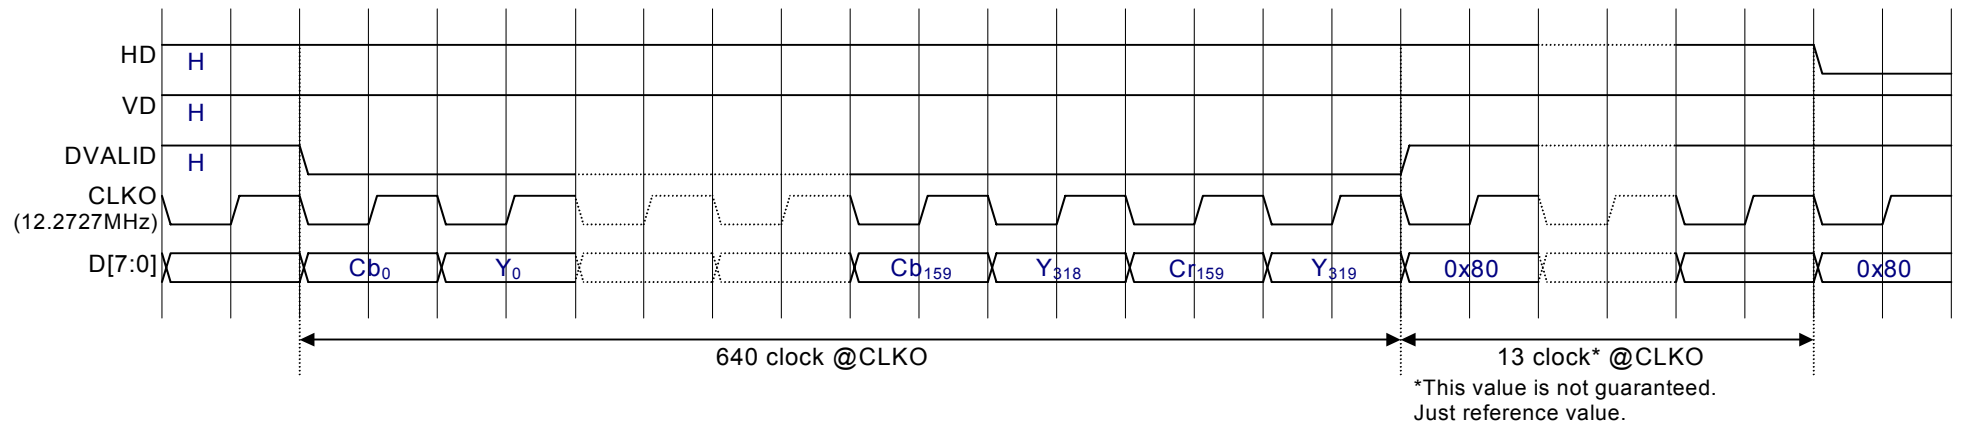 HD H
VD H
DVALID H
CLKO
(12.2727MHz)
D[7:0] Cb0 Y0 Cb159 Y318 Cr159 Y319 0x80 0x80
640 clock @CLKO 13 clock* @CLKO
*This value is not guaranteed.
Just reference value.